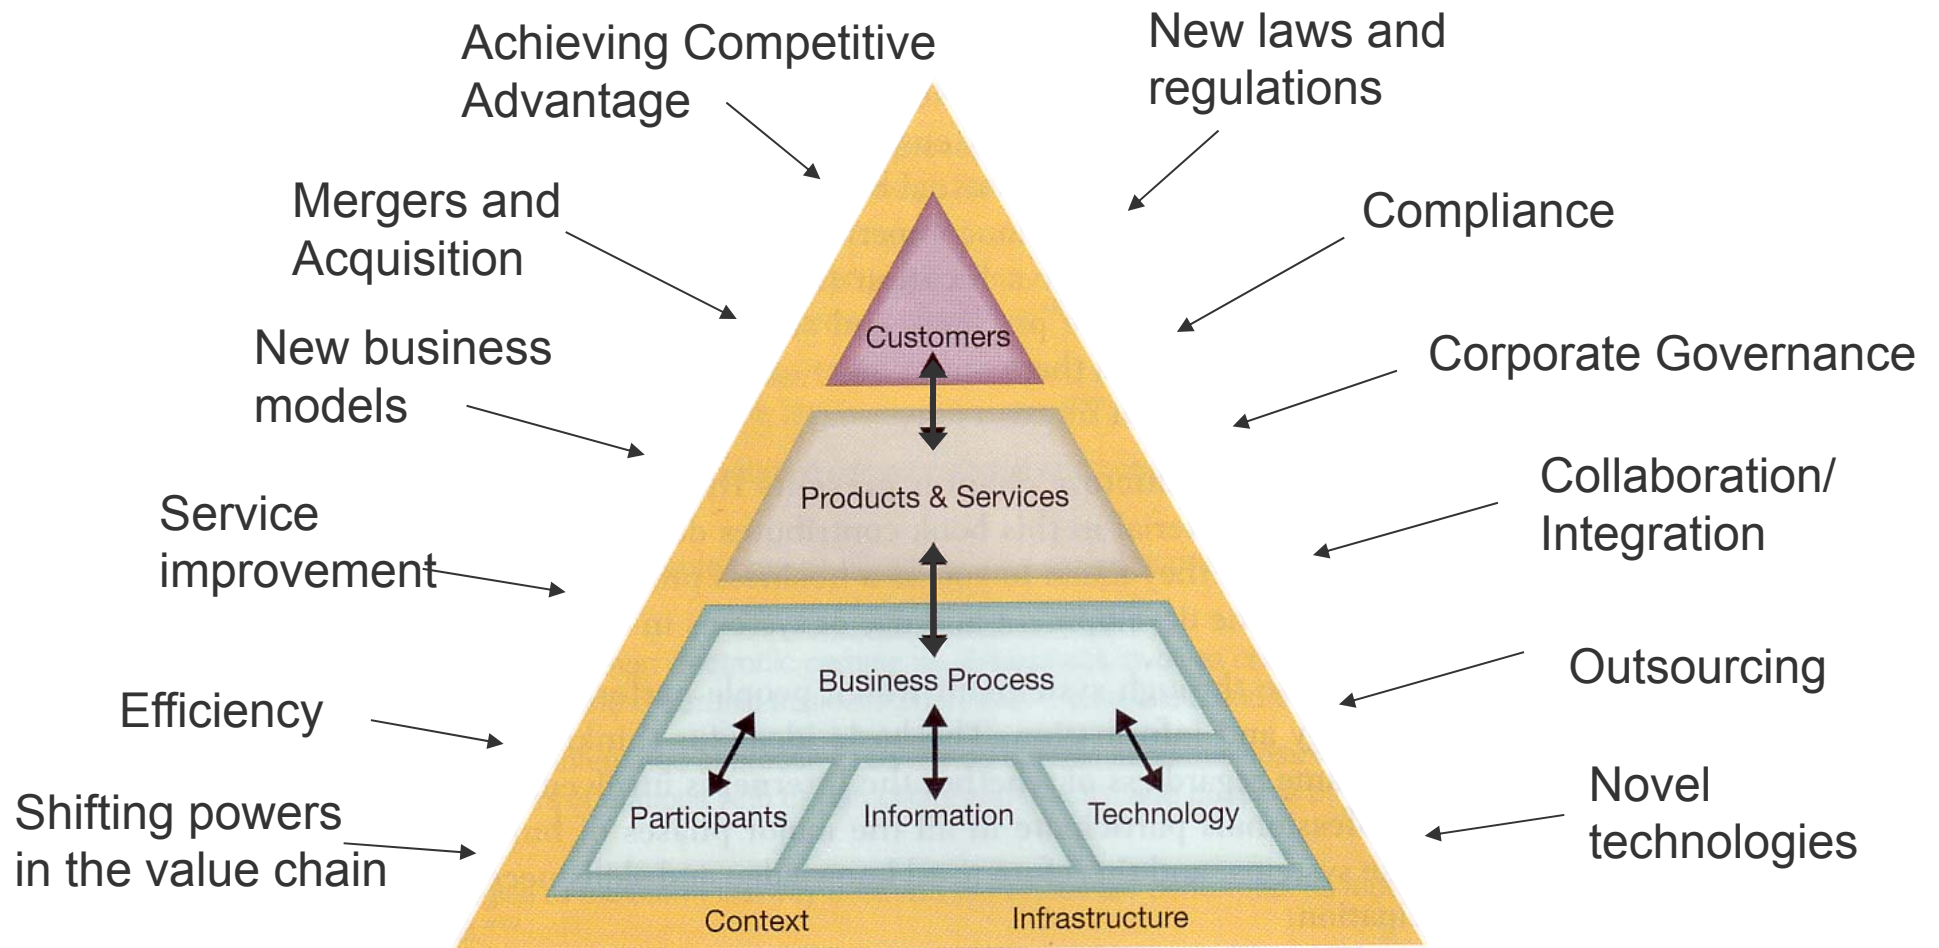 Achieving Competitive
Advantage
New laws and
regulations
Mergers and
Acquisition
Compliance
New business
models
Corporate Governance
Customers
Service
improvement
Products & Services
Collaboration/
Integration
Efficiency
Business Process
Outsourcing
Shifting powers
in the value chain
Participants
Information
Technology
Novel
technologies
Context
Infrastructure